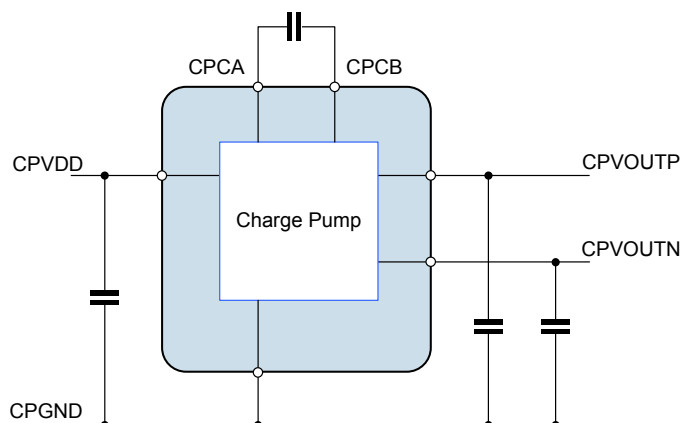 CPCA
CPCB
CPVDD
CPVOUTP
Charge Pump
CPVOUTN
CPGND